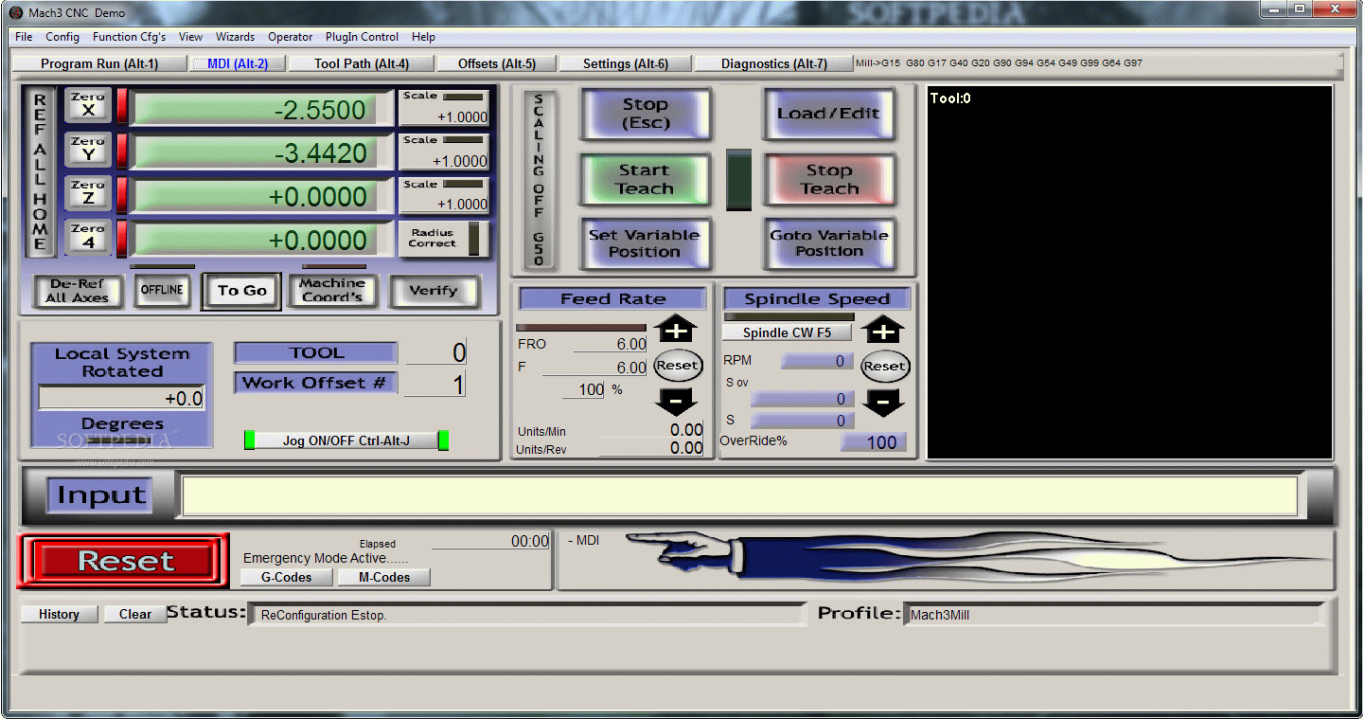 Mach3 CNC Demo
SOFTPEDIA
File Config Function Cfg's View Wizards Operator PlugIn Control Help
Program Run (Alt-1) MDI (Alt-2) Tool Path (Alt-4) Offsets (Alt-5) Settings (Alt-6) Diagnostics (Alt-7) Mill->G15 G80 G17 G40 G20 G90 G94 G54 G49 G99 G64 G97
REF ALL HOME
Zero X -2.5500 Scale +1.0000
Zero Y -3.4420 Scale +1.0000
Zero Z +0.0000 Scale +1.0000
Zero 4 +0.0000 Radius Correct
De-Ref All Axes OFFLINE To Go Machine Coord's Verify
SCALING OFF G50
Stop (Esc) Load/Edit
Start Teach Stop Teach
Set Variable Position Goto Variable Position
Tool:0
Local System Rotated
+0.0
Degrees
SOFTPEDIA
www.softpedia.com
TOOL 0
Work Offset # 1
Jog ON/OFF Ctrl-Alt-J
Feed Rate
FRO 6.00
F 6.00
100 %
+
Reset
-
Units/Min 0.00
Units/Rev 0.00
Spindle Speed
Spindle CW F5
RPM 0
S ov
0
S 0
OverRide% 100
+
Reset
-
Input
Reset
Elapsed 00:00
Emergency Mode Active......
G-Codes M-Codes
- MDI
History Clear Status: ReConfiguration Estop. Profile: Mach3Mill